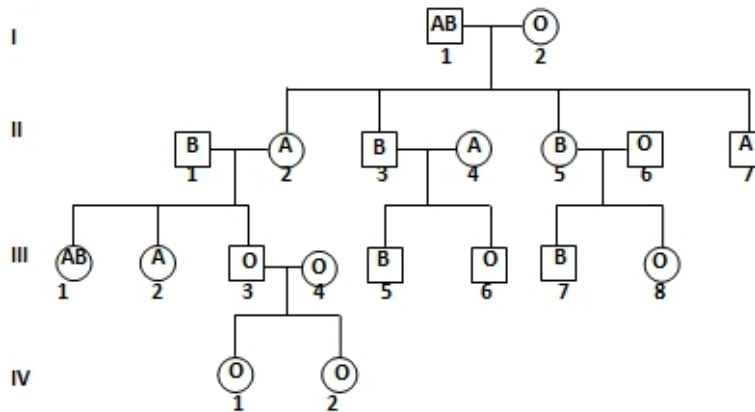 I AB O
1 2
II B A B A B O A
1 2 3 4 5 6 7
III AB A O O B O B O
1 2 3 4 5 6 7 8
IV O O
1 2